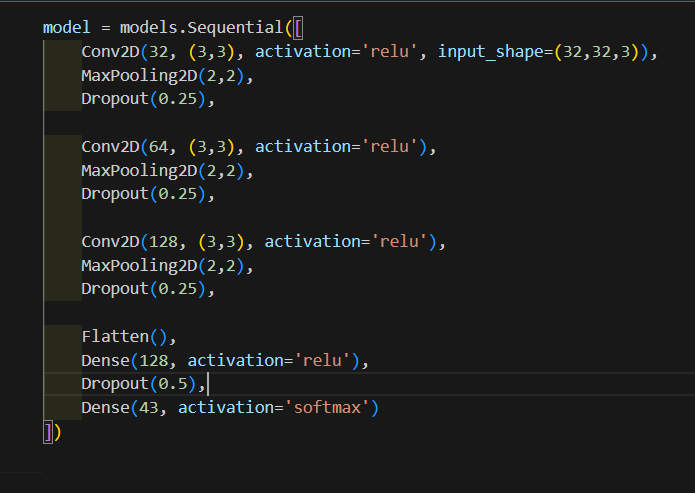 model = models.Sequential([
    Conv2D(32, (3,3), activation='relu', input_shape=(32,32,3)),
    MaxPooling2D(2,2),
    Dropout(0.25),

    Conv2D(64, (3,3), activation='relu'),
    MaxPooling2D(2,2),
    Dropout(0.25),

    Conv2D(128, (3,3), activation='relu'),
    MaxPooling2D(2,2),
    Dropout(0.25),

    Flatten(),
    Dense(128, activation='relu'),
    Dropout(0.5),
    Dense(43, activation='softmax')
])